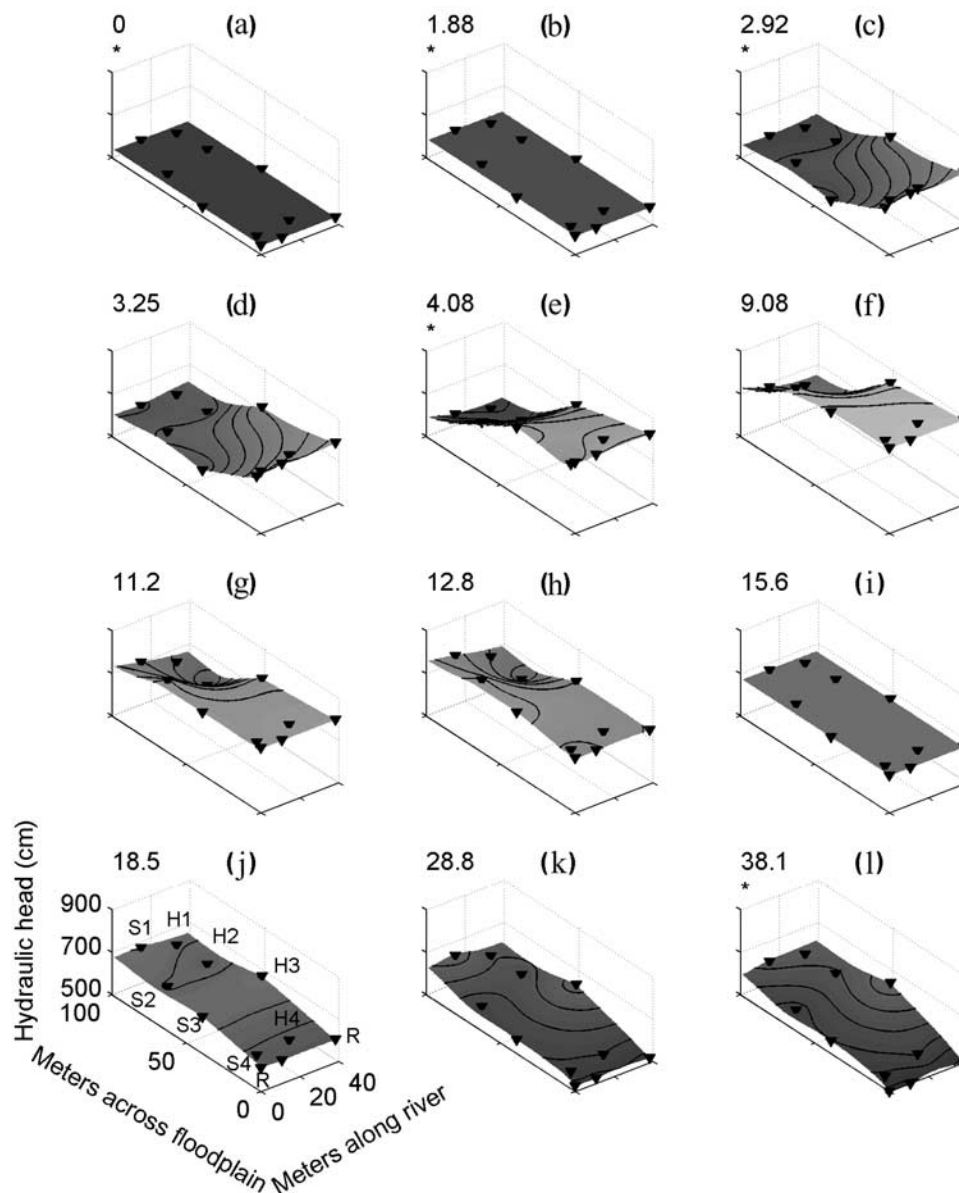 0 (a) 1.88 (b) 2.92 (c)
* * *
3.25 (d) 4.08 (e) 9.08 (f)
*
11.2 (g) 12.8 (h) 15.6 (i)
18.5 (j) 28.8 (k) 38.1 (l)
*
Hydraulic head (cm)
900
700
500
S1 H1 H2 H3
S2 S3 H4 R
S4 R
100
50
0
0 20 40
Meters across floodplain
Meters along river